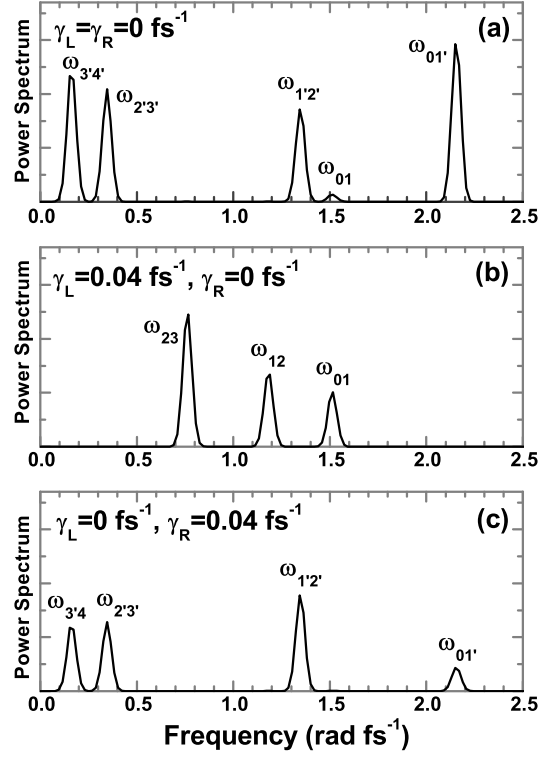 γL=γR=0 fs-1
(a)
ω3'4'
ω2'3'
ω1'2'
ω01
ω01'
Power Spectrum
0.0 0.5 1.0 1.5 2.0 2.5
γL=0.04 fs-1, γR=0 fs-1
(b)
ω23
ω12
ω01
Power Spectrum
0.0 0.5 1.0 1.5 2.0 2.5
γL=0 fs-1, γR=0.04 fs-1
(c)
ω3'4
ω2'3'
ω1'2'
ω01'
Power Spectrum
0.0 0.5 1.0 1.5 2.0 2.5
Frequency (rad fs-1)